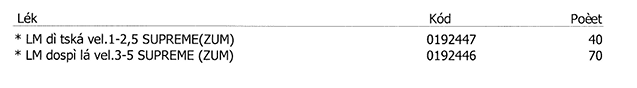 Lék Kód Poèet
* LM dì tská vel.1-2,5 SUPREME(ZUM) 0192447 40
* LM dospì lá vel.3-5 SUPREME (ZUM) 0192446 70